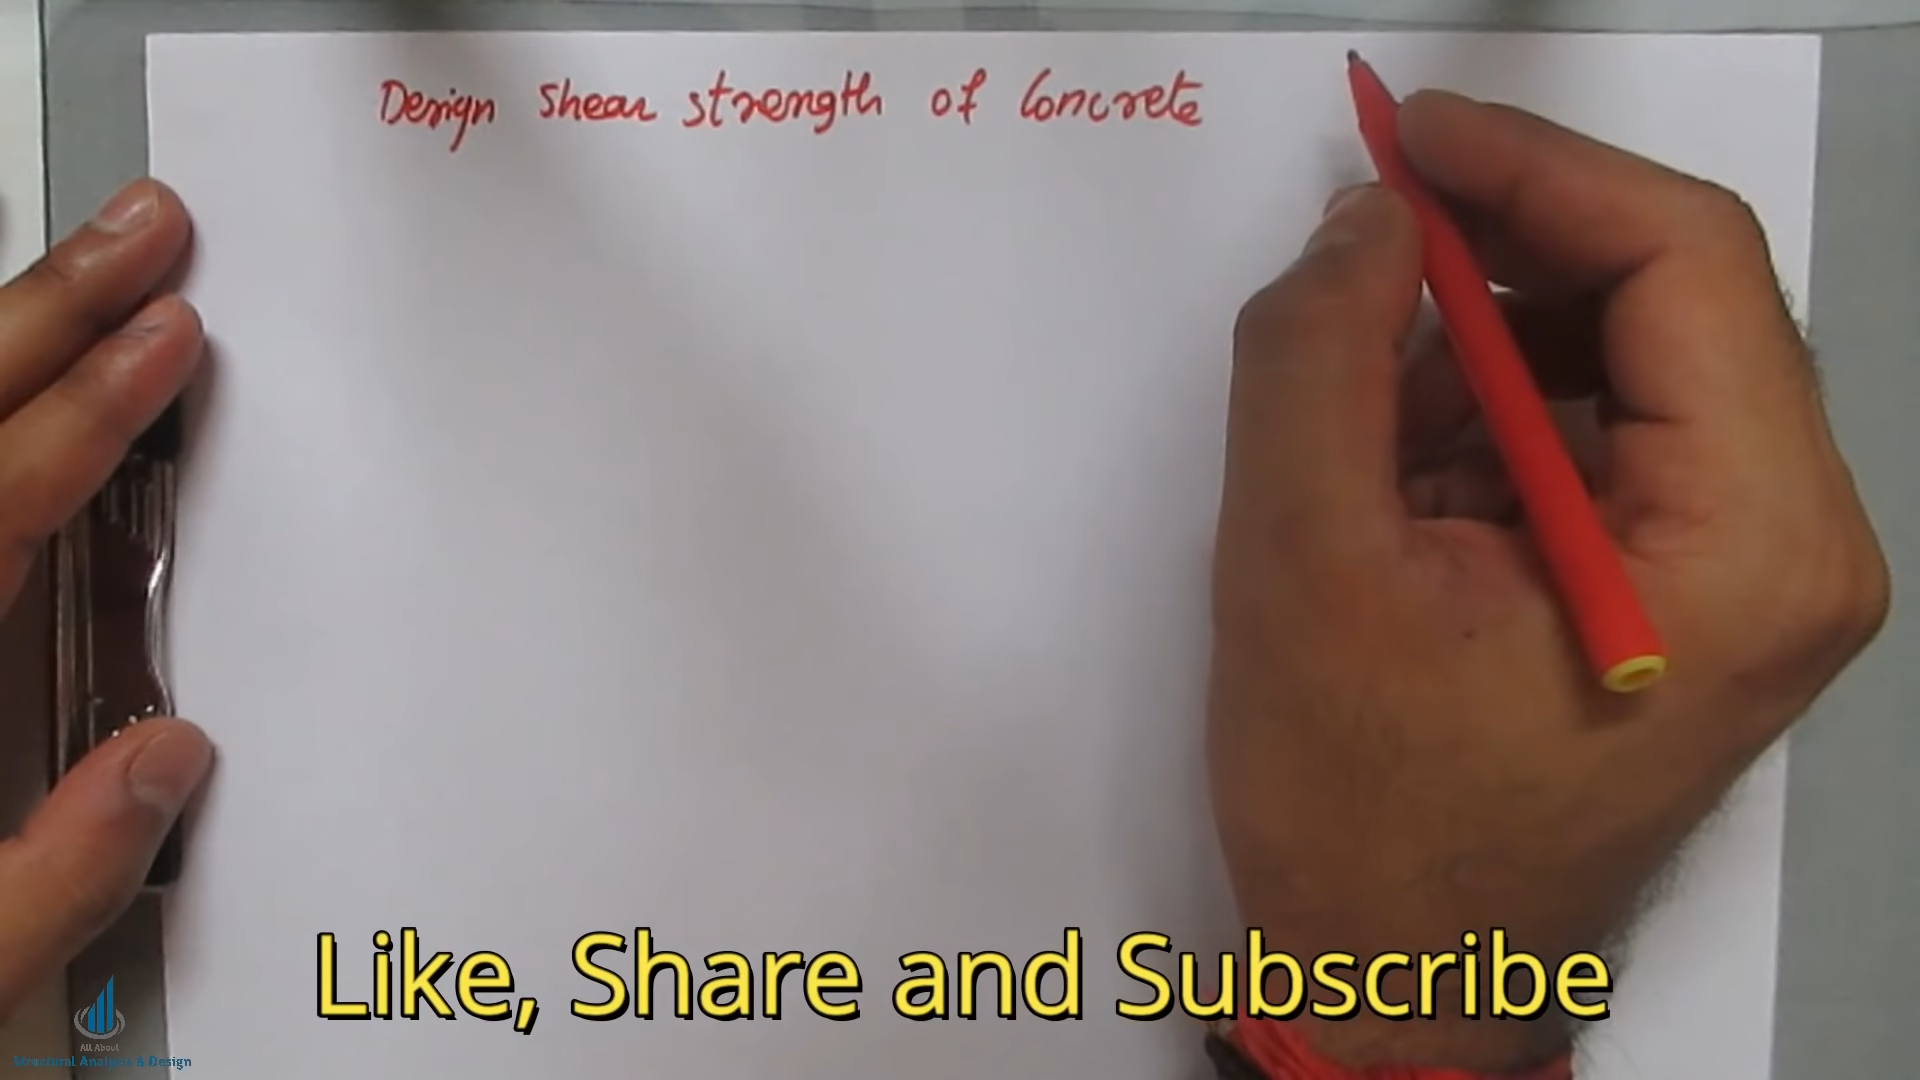 Design Shear strength of Concrete
Like, Share and Subscribe
All About
Structural Analysis & Design